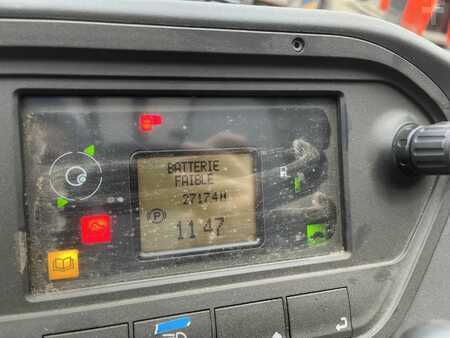 BATTERIE
FAIBLE
27174H
P
11 47